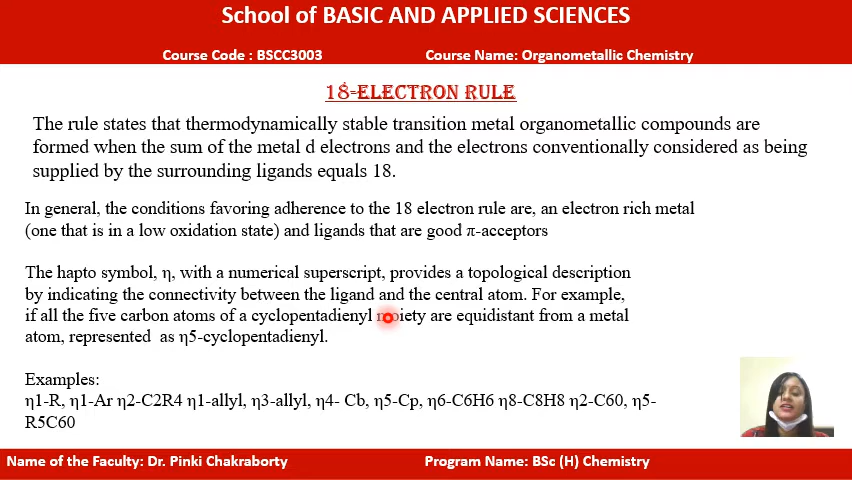 School of BASIC AND APPLIED SCIENCES
Course Code : BSCC3003 Course Name: Organometallic Chemistry
18-ELECTRON RULE
The rule states that thermodynamically stable transition metal organometallic compounds are
formed when the sum of the metal d electrons and the electrons conventionally considered as being
supplied by the surrounding ligands equals 18.
In general, the conditions favoring adherence to the 18 electron rule are, an electron rich metal
(one that is in a low oxidation state) and ligands that are good π-acceptors
The hapto symbol, η, with a numerical superscript, provides a topological description
by indicating the connectivity between the ligand and the central atom. For example,
if all the five carbon atoms of a cyclopentadienyl moiety are equidistant from a metal
atom, represented as η5-cyclopentadienyl.
Examples:
η1-R, η1-Ar η2-C2R4 η1-allyl, η3-allyl, η4- Cb, η5-Cp, η6-C6H6 η8-C8H8 η2-C60, η5-
R5C60
Name of the Faculty: Dr. Pinki Chakraborty Program Name: BSc (H) Chemistry